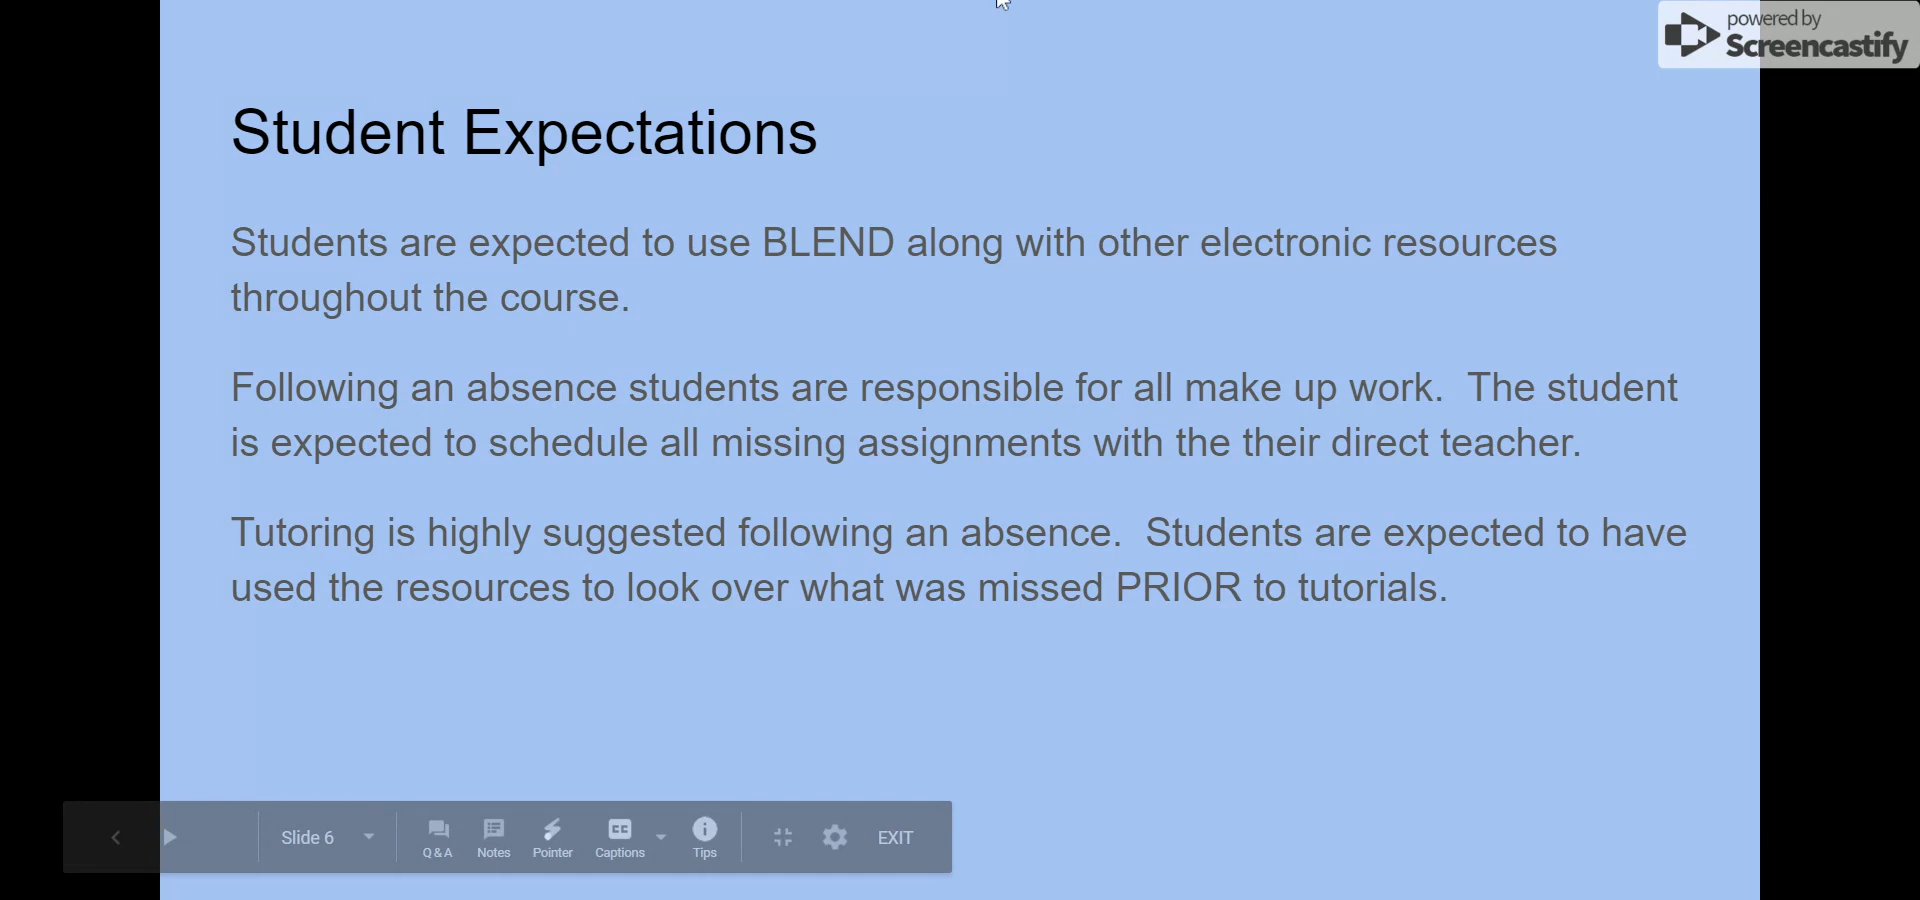 powered by
Screencastify
Student Expectations
Students are expected to use BLEND along with other electronic resources
throughout the course.
Following an absence students are responsible for all make up work.  The student
is expected to schedule all missing assignments with the their direct teacher.
Tutoring is highly suggested following an absence.  Students are expected to have
used the resources to look over what was missed PRIOR to tutorials.
Slide 6
Q & A
Notes
Pointer
CC
Captions
Tips
EXIT